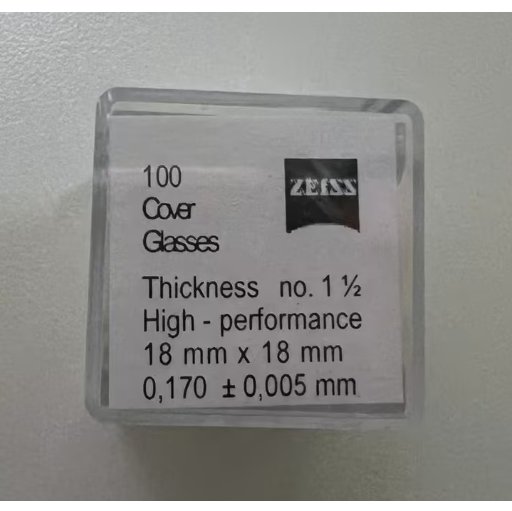 100
ZEISS
Cover
Glasses
Thickness no. 1 ½
High - performance
18 mm x 18 mm
0,170 ± 0,005 mm